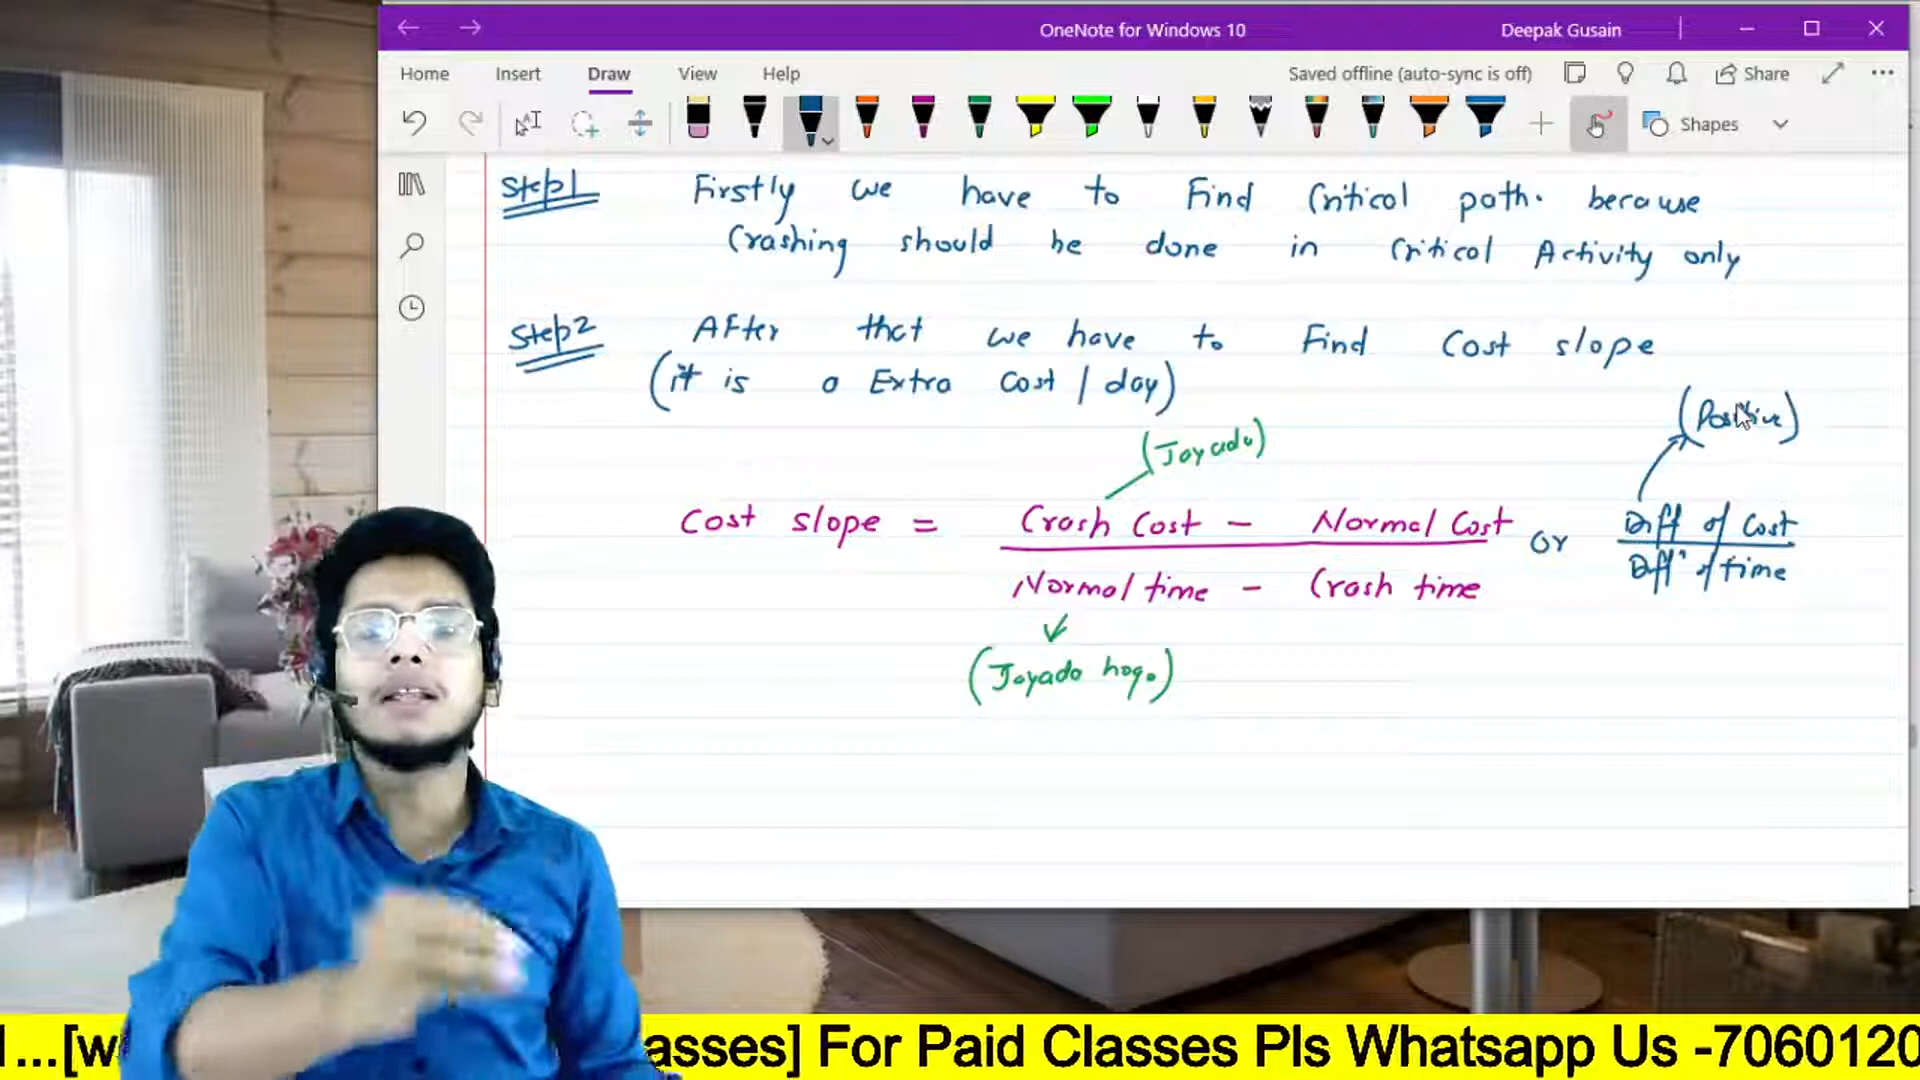 OneNote for Windows 10
Deepak Gusain
Home Insert Draw View Help
Saved offline (auto-sync is off)
Share
Shapes
Step1 Firstly we have to Find Critical path. because
Crashing should be done in Critical Activity only
Step2 AFter that we have to Find Cost slope
(it is a Extra Cost / day)
(Positive)
(Jayada)
Cost slope = Crash Cost - Normal Cost or Diff of Cost
Normal time - Crash time Diff of time
(Jayada hoga)
1...[w asses] For Paid Classes Pls Whatsapp Us -7060120